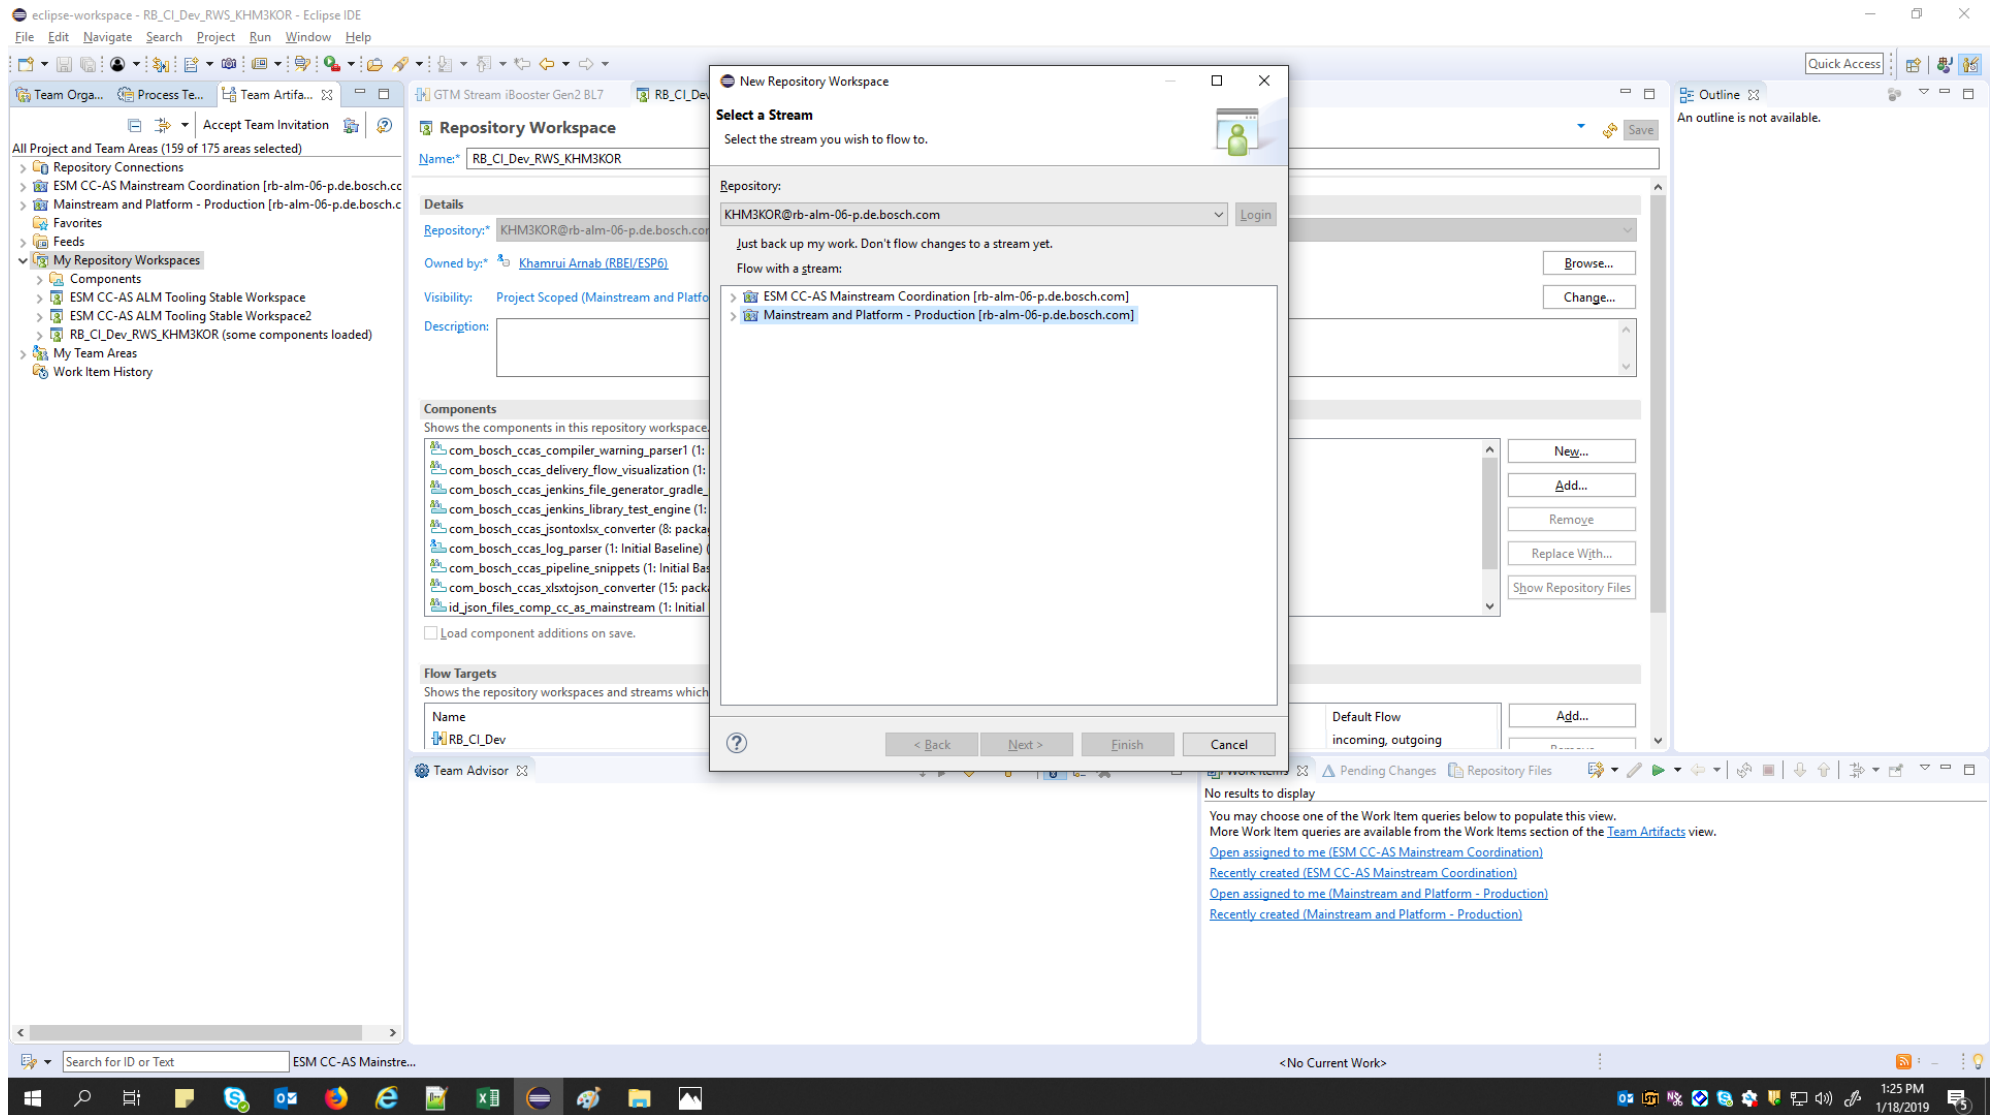 eclipse-workspace - RB_CI_Dev_RWS_KHM3KOR - Eclipse IDE
File Edit Navigate Search Project Run Window Help
Quick Access
Team Orga... Process Te... Team Artifa...
Accept Team Invitation
All Project and Team Areas (159 of 175 areas selected)
Repository Connections
ESM CC-AS Mainstream Coordination [rb-alm-06-p.de.bosch.cc
Mainstream and Platform - Production [rb-alm-06-p.de.bosch.c
Favorites
Feeds
My Repository Workspaces
Components
ESM CC-AS ALM Tooling Stable Workspace
ESM CC-AS ALM Tooling Stable Workspace2
RB_CI_Dev_RWS_KHM3KOR (some components loaded)
My Team Areas
Work Item History
GTM Stream iBooster Gen2 BL7 RB_CI_Dev
Repository Workspace
Save
Name:* RB_CI_Dev_RWS_KHM3KOR
Details
Repository:* KHM3KOR@rb-alm-06-p.de.bosch.cor
Owned by:* Khamrui Arnab (RBEI/ESP6)
Browse...
Visibility: Project Scoped (Mainstream and Platfo
Change...
Description:
Components
Shows the components in this repository workspace.
com_bosch_ccas_compiler_warning_parser1 (1:
com_bosch_ccas_delivery_flow_visualization (1:
com_bosch_ccas_jenkins_file_generator_gradle_
com_bosch_ccas_jenkins_library_test_engine (1:
com_bosch_ccas_jsontoxlsx_converter (8: packa
com_bosch_ccas_log_parser (1: Initial Baseline) (
com_bosch_ccas_pipeline_snippets (1: Initial Bas
com_bosch_ccas_xlsxtojson_converter (15: packa
id_json_files_comp_cc_as_mainstream (1: Initial
New...
Add...
Remove
Replace With...
Show Repository Files
Load component additions on save.
Flow Targets
Shows the repository workspaces and streams which
Name Default Flow
RB_CI_Dev incoming, outgoing
Add...
New Repository Workspace
Select a Stream
Select the stream you wish to flow to.
Repository:
KHM3KOR@rb-alm-06-p.de.bosch.com
Login
Just back up my work. Don't flow changes to a stream yet.
Flow with a stream:
ESM CC-AS Mainstream Coordination [rb-alm-06-p.de.bosch.com]
Mainstream and Platform - Production [rb-alm-06-p.de.bosch.com]
< Back Next > Finish Cancel
Outline
An outline is not available.
Team Advisor
Work Items Pending Changes Repository Files
No results to display
You may choose one of the Work Item queries below to populate this view.
More Work Item queries are available from the Work Items section of the Team Artifacts view.
Open assigned to me (ESM CC-AS Mainstream Coordination)
Recently created (ESM CC-AS Mainstream Coordination)
Open assigned to me (Mainstream and Platform - Production)
Recently created (Mainstream and Platform - Production)
Search for ID or Text
ESM CC-AS Mainstre...
<No Current Work>
1:25 PM
1/18/2019